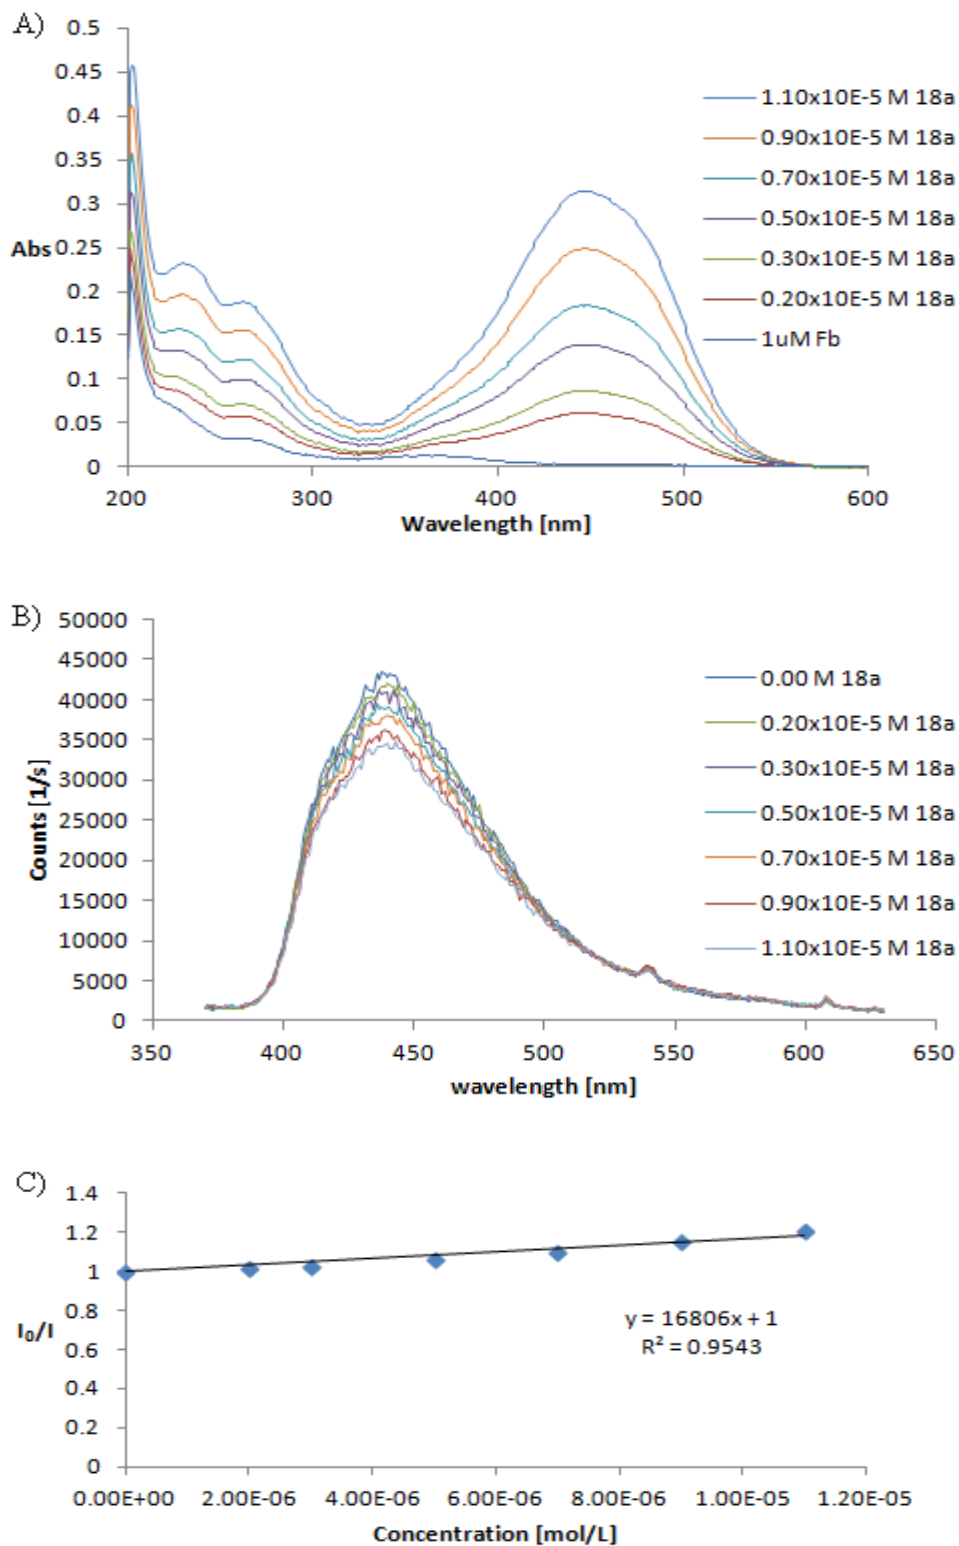 A)
0.5
0.45
0.4
0.35
0.3
0.25
0.2
0.15
0.1
0.05
0
Abs
200
300
400
500
600
Wavelength [nm]
1.10x10E-5 M 18a
0.90x10E-5 M 18a
0.70x10E-5 M 18a
0.50x10E-5 M 18a
0.30x10E-5 M 18a
0.20x10E-5 M 18a
1uM Fb
B)
50000
45000
40000
35000
30000
25000
20000
15000
10000
5000
0
Counts [1/s]
350
400
450
500
550
600
650
wavelength [nm]
0.00 M 18a
0.20x10E-5 M 18a
0.30x10E-5 M 18a
0.50x10E-5 M 18a
0.70x10E-5 M 18a
0.90x10E-5 M 18a
1.10x10E-5 M 18a
C)
1.4
1.2
1
0.8
0.6
0.4
0.2
0
I₀/I
y = 16806x + 1
R² = 0.9543
0.00E+00
2.00E-06
4.00E-06
6.00E-06
8.00E-06
1.00E-05
1.20E-05
Concentration [mol/L]